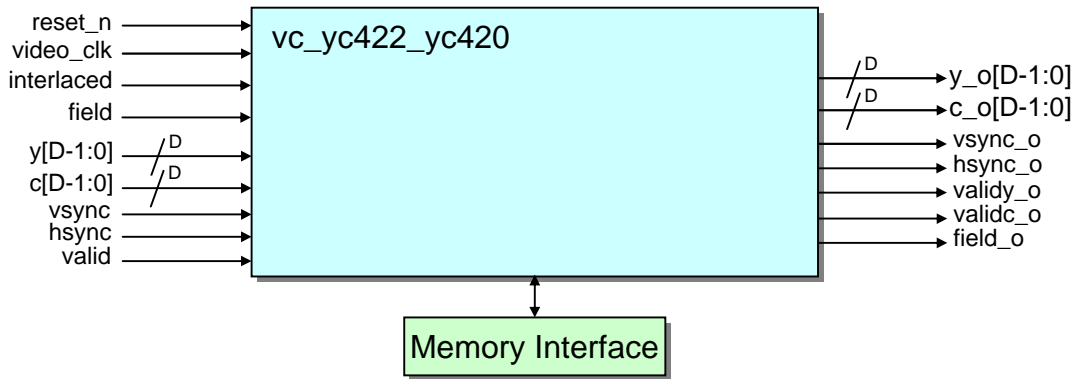 reset_n
video_clk
interlaced
field
y[D-1:0]
D
c[D-1:0]
D
vsync
hsync
valid
vc_yc422_yc420
D
y_o[D-1:0]
D
c_o[D-1:0]
vsync_o
hsync_o
validy_o
validc_o
field_o
Memory Interface